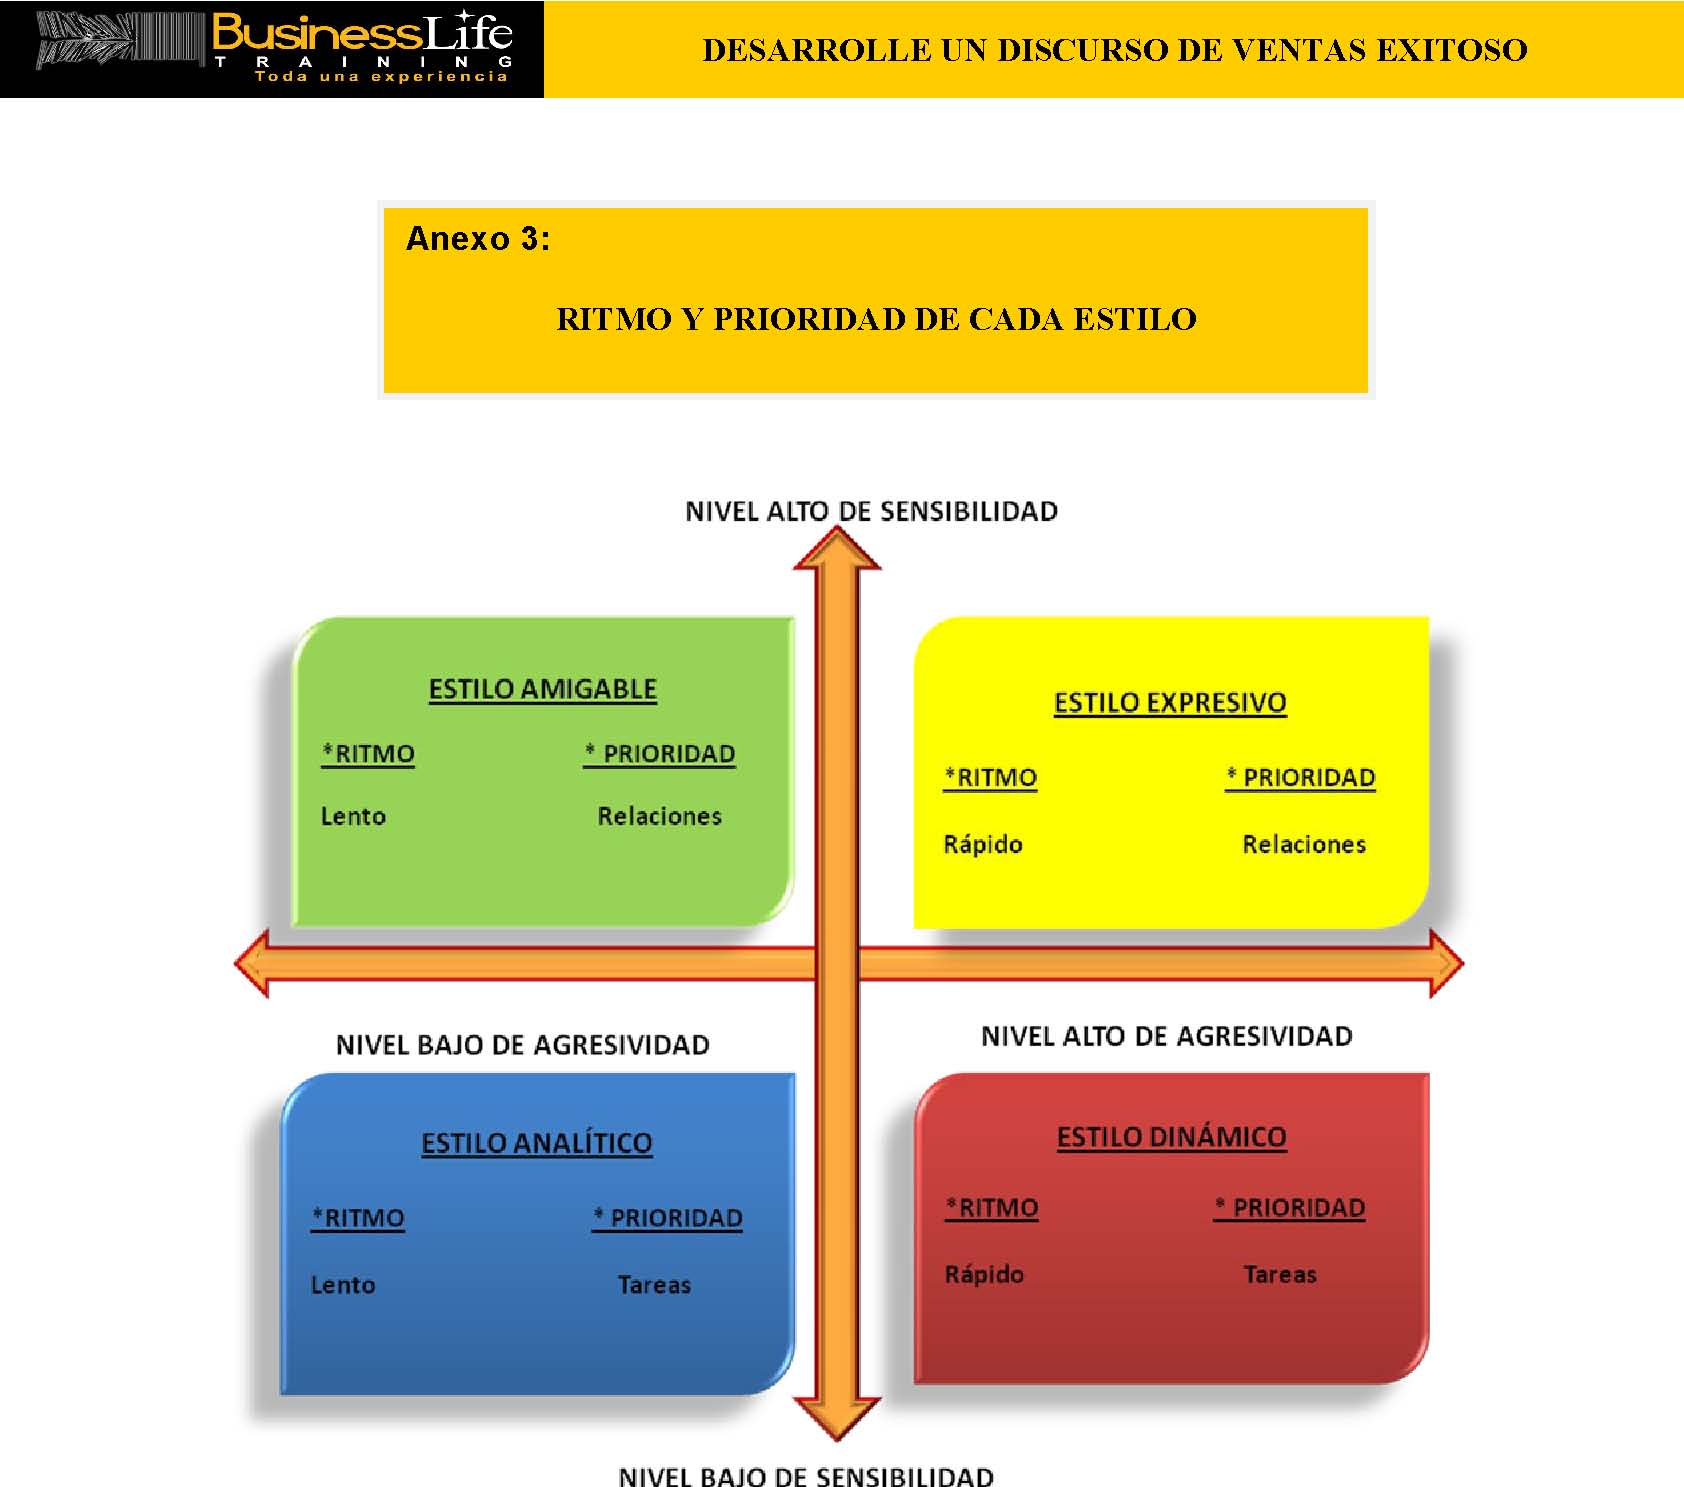 BusinessLife
TRAINING
Toda una experiencia
DESARROLLE UN DISCURSO DE VENTAS EXITOSO
Anexo 3:
RITMO Y PRIORIDAD DE CADA ESTILO
NIVEL ALTO DE SENSIBILIDAD
ESTILO AMIGABLE
*RITMO * PRIORIDAD
Lento Relaciones
ESTILO EXPRESIVO
*RITMO * PRIORIDAD
Rápido Relaciones
NIVEL BAJO DE AGRESIVIDAD
NIVEL ALTO DE AGRESIVIDAD
ESTILO ANALÍTICO
*RITMO * PRIORIDAD
Lento Tareas
ESTILO DINÁMICO
*RITMO * PRIORIDAD
Rápido Tareas
NIVEL BAJO DE SENSIBILIDAD